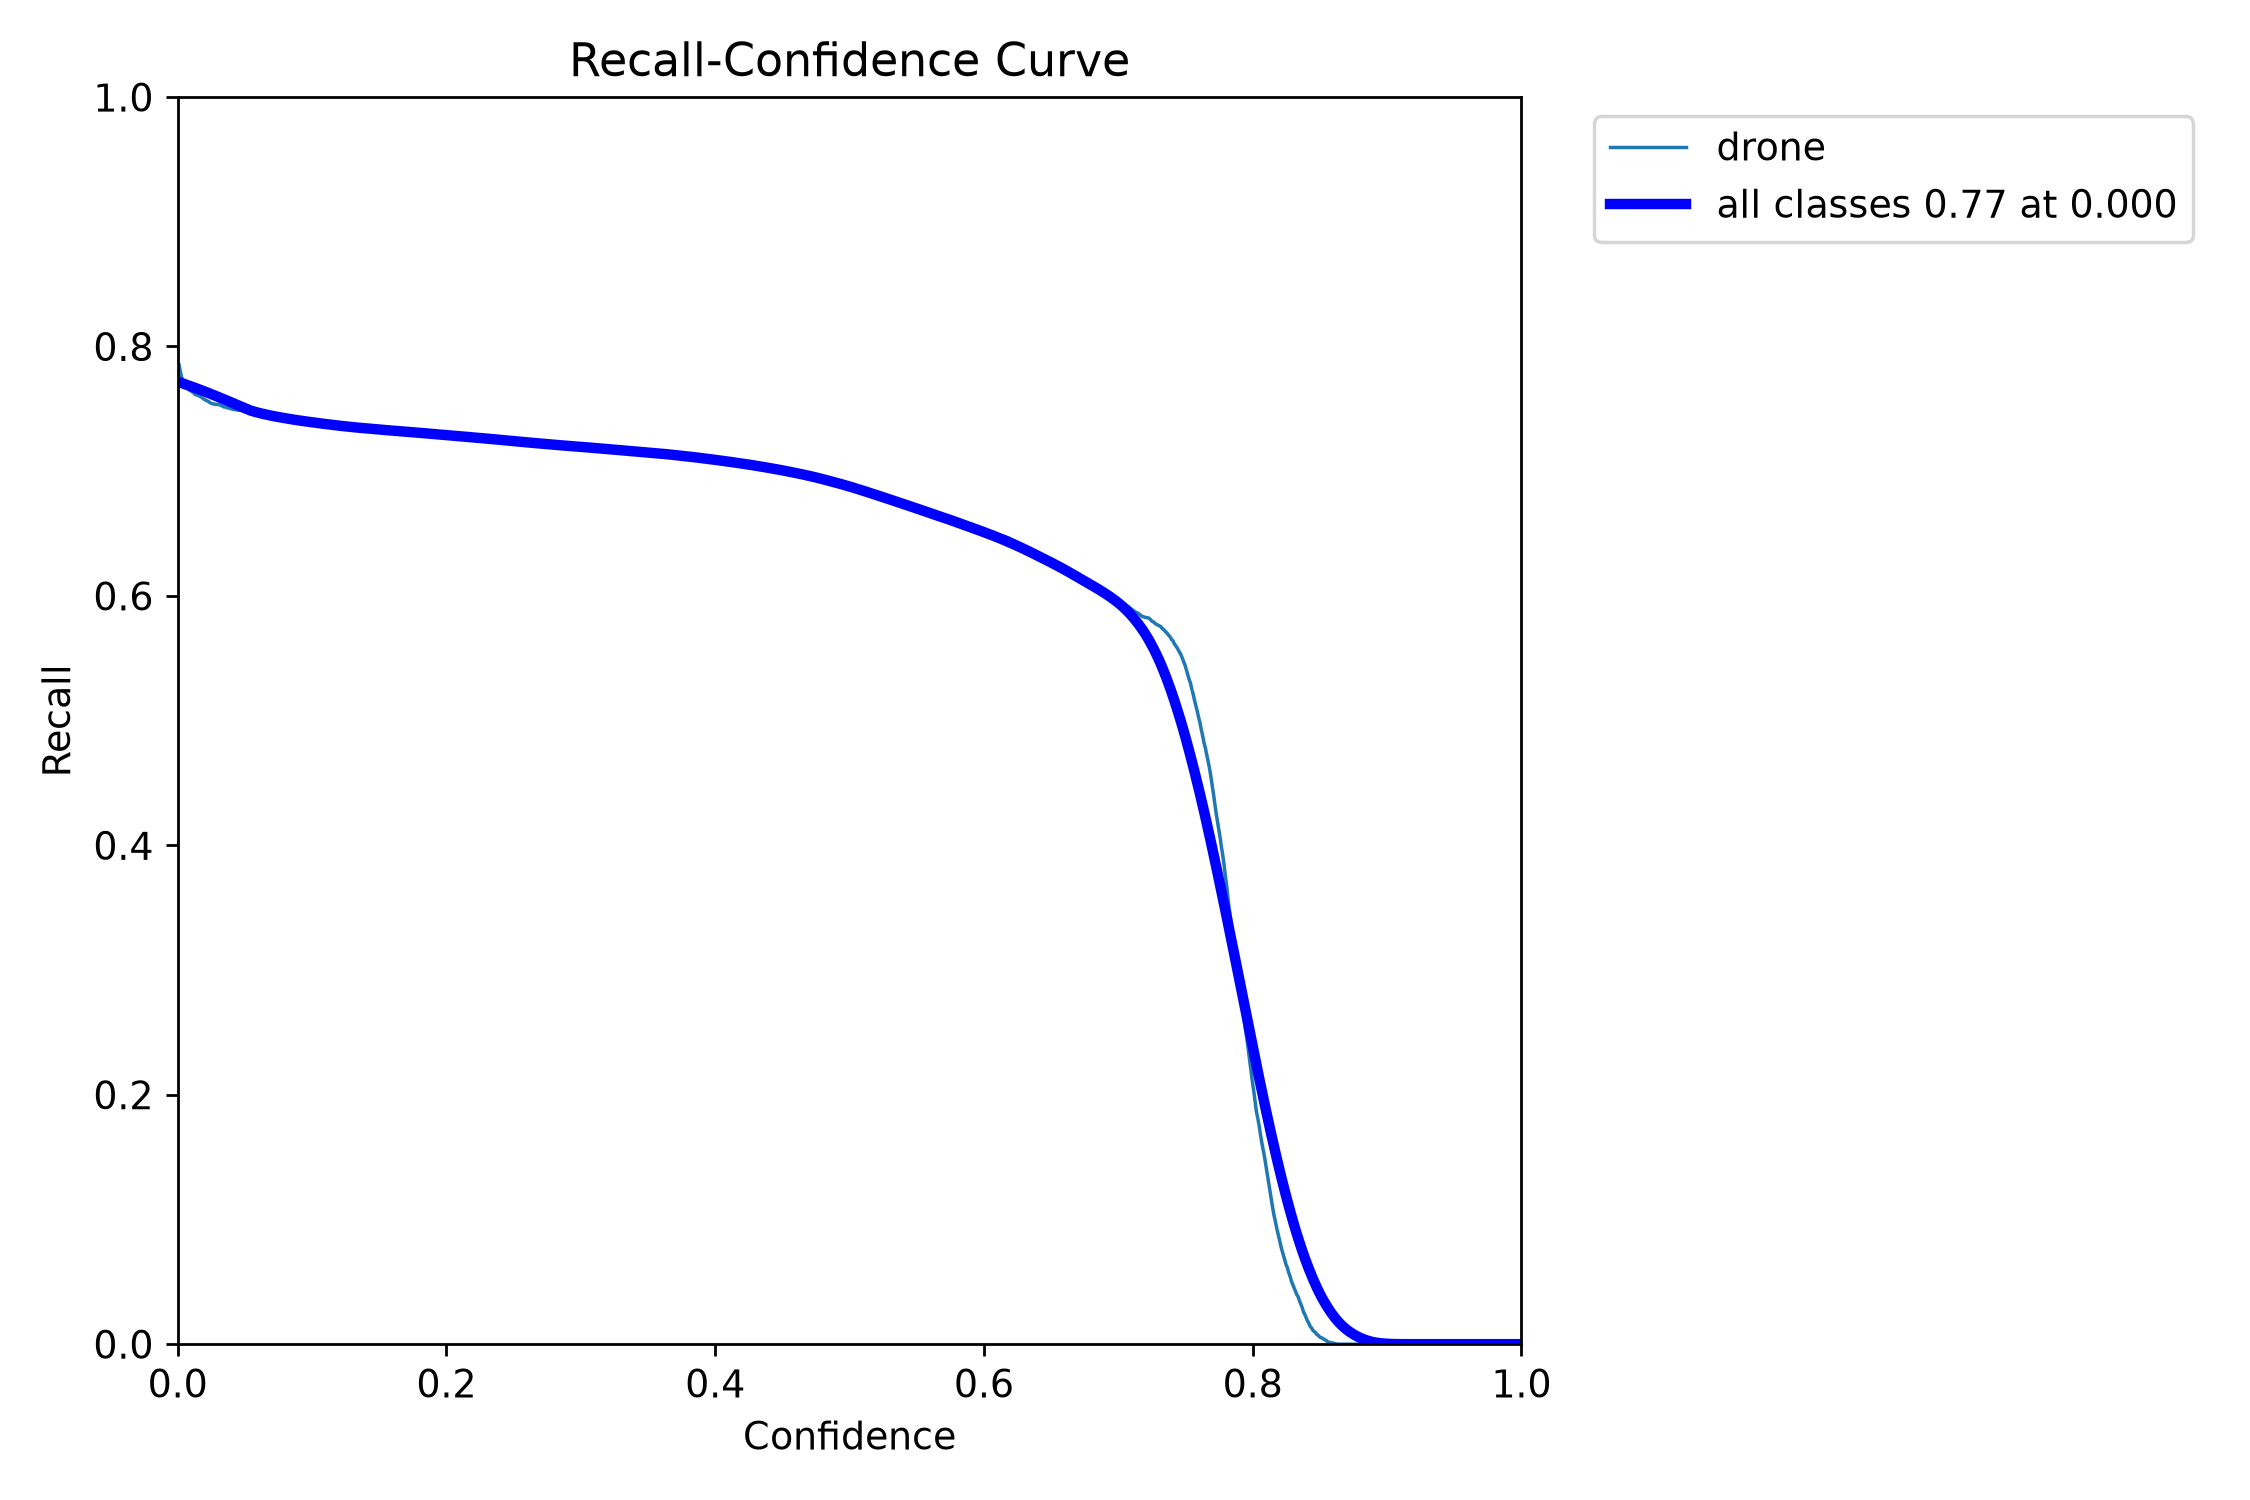 Recall-Confidence Curve
1.0
0.8
0.6
0.4
0.2
0.0
Recall
0.0 0.2 0.4 0.6 0.8 1.0
Confidence
drone
all classes 0.77 at 0.000